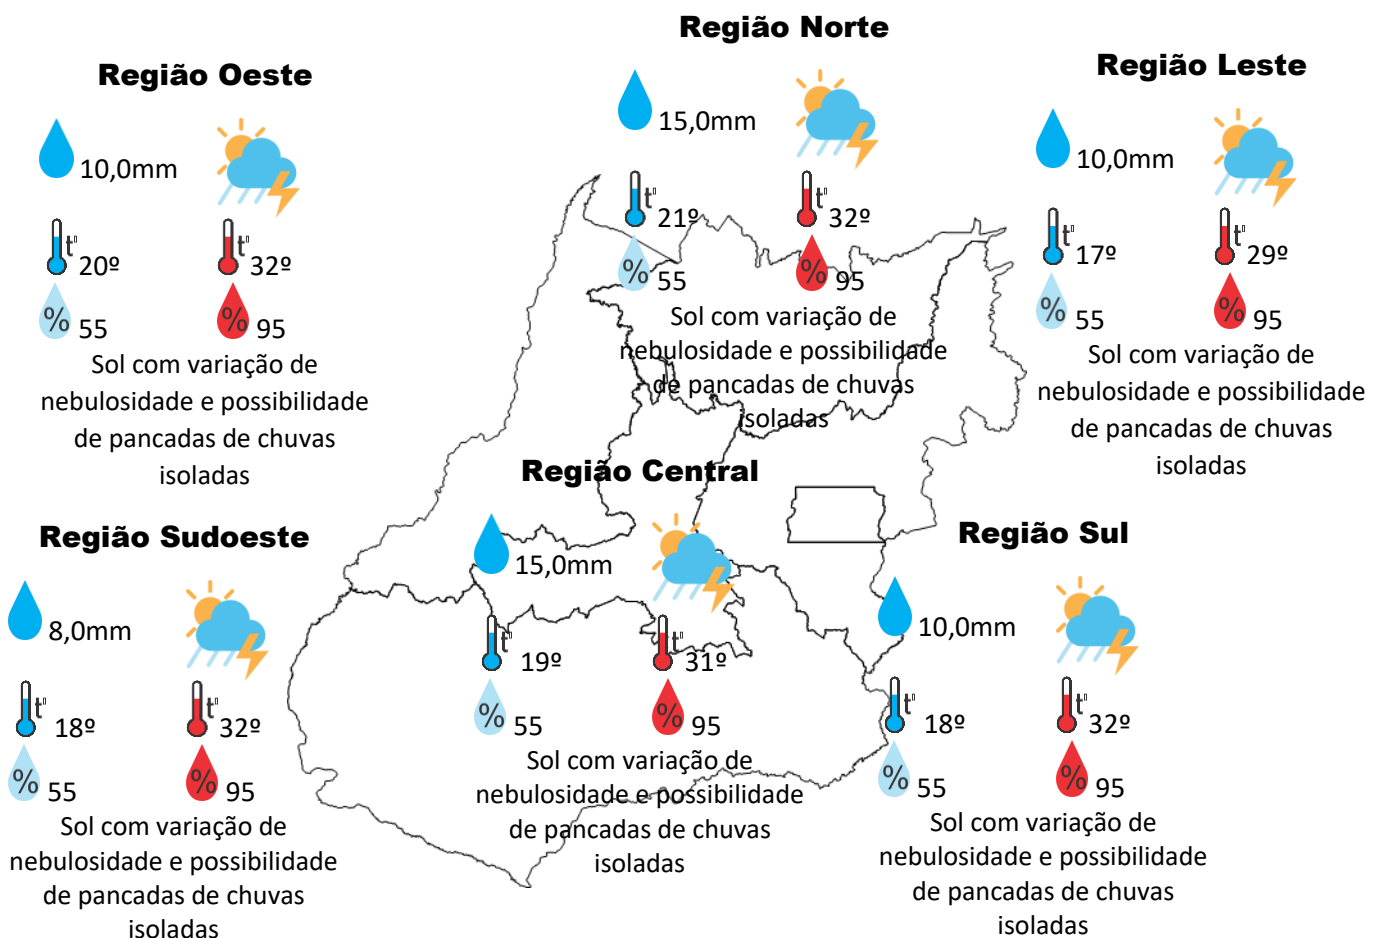 Região Norte
15,0mm
t°
21º
t°
32º
% 55
% 95
Sol com variação de
nebulosidade e possibilidade
de pancadas de chuvas
isoladas
Região Oeste
10,0mm
t°
20º
t°
32º
% 55
% 95
Sol com variação de
nebulosidade e possibilidade
de pancadas de chuvas
isoladas
Região Leste
10,0mm
t°
17º
t°
29º
% 55
% 95
Sol com variação de
nebulosidade e possibilidade
de pancadas de chuvas
isoladas
Região Central
15,0mm
t°
19º
t°
31º
% 55
% 95
Sol com variação de
nebulosidade e possibilidade
de pancadas de chuvas
isoladas
Região Sudoeste
8,0mm
t°
18º
t°
32º
% 55
% 95
Sol com variação de
nebulosidade e possibilidade
de pancadas de chuvas
isoladas
Região Sul
10,0mm
t°
18º
t°
32º
% 55
% 95
Sol com variação de
nebulosidade e possibilidade
de pancadas de chuvas
isoladas